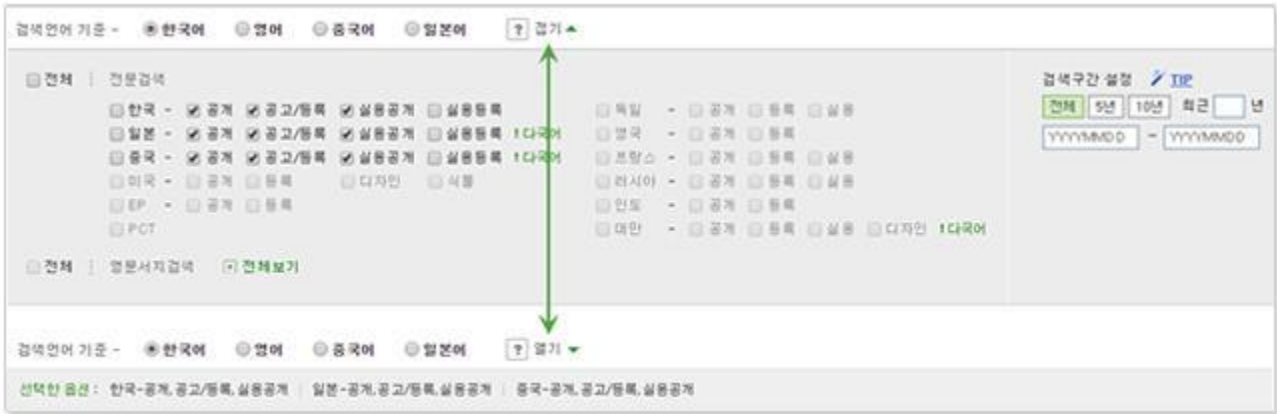 검색언어 기준 - 한국어 영어 중국어 일본어 ? 접기
전체 전문검색
검색구간 설정 TIP
한국 - 공개 공고/등록 실용공개 실용등록 독일 - 공개 등록 실용
전체 5년 10년 최근 년
일본 - 공개 공고/등록 실용공개 실용등록 !다국어 영국 - 공개 등록
YYYYMMDD - YYYYMMDD
중국 - 공개 공고/등록 실용공개 실용등록 !다국어 프랑스 - 공개 등록 실용
미국 - 공개 등록 디자인 식물 러시아 - 공개 등록 실용
EP - 공개 등록 인도 - 공개 등록
PCT 대만 - 공개 등록 실용 디자인 !다국어
전체 영문서지검색 전체보기
검색언어 기준 - 한국어 영어 중국어 일본어 ? 열기
선택한 옵션 : 한국-공개,공고/등록,실용공개 | 일본-공개,공고/등록,실용공개 | 중국-공개,공고/등록,실용공개